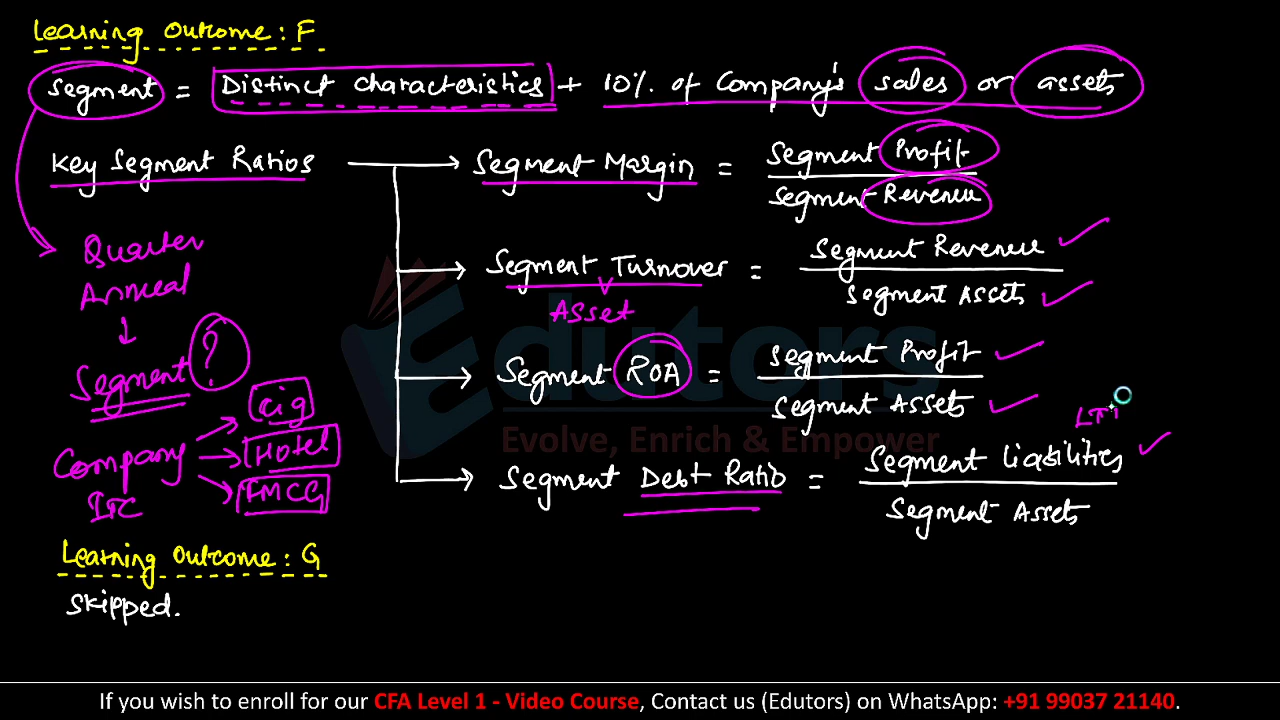 Learning Outcome: F
Segment = Distinct Characteristics + 10% of Company's sales or assets
Key Segment Ratios
Segment Margin = Segment Profit
Segment Revenue
Segment Turnover = Segment Revenue
Segment Assets
Asset
Segment ROA = Segment Profit
Segment Assets
Segment Debt Ratio = Segment Liabilities
Segment Assets
Quarter
Annual
Segment ?
Company
ITC
Cig
Hotel
FMCG
Learning Outcome: G
Skipped.
Edutors
Evolve, Enrich & Empower
If you wish to enroll for our CFA Level 1 - Video Course, Contact us (Edutors) on WhatsApp: +91 99037 21140.